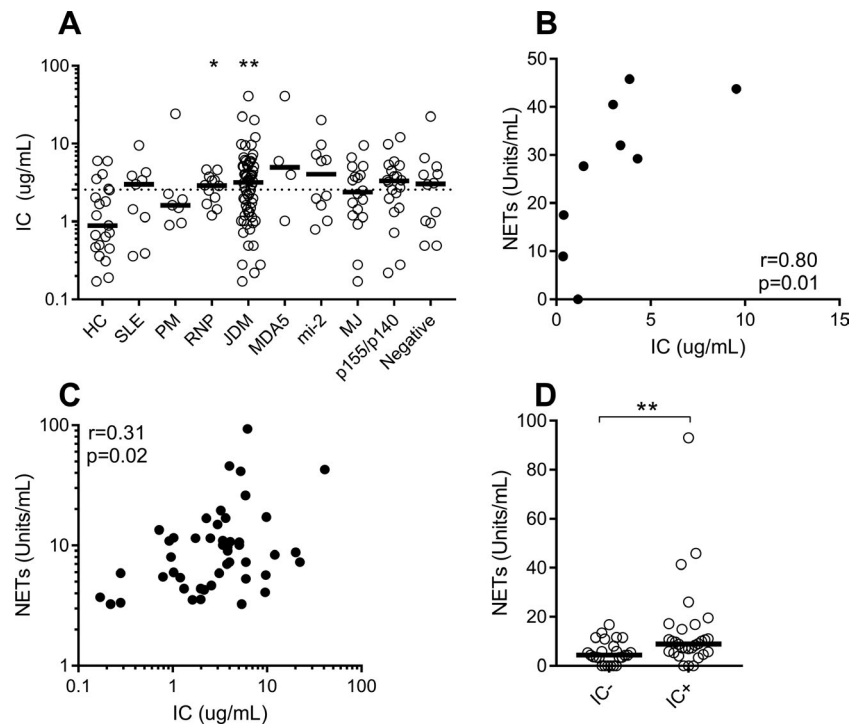 A
* **
IC (ug/mL)
100
10
1
0.1
HC
SLE
PM
RNP
JDM
MDA5
mi-2
MJ
p155/p140
Negative
B
NETs (Units/mL)
50
40
30
20
10
0
r=0.80
p=0.01
0 5 10 15
IC (ug/mL)
C
NETs (Units/mL)
100
10
1
r=0.31
p=0.02
0.1 1 10 100
IC (ug/mL)
D
**
NETs (Units/mL)
100
80
60
40
20
0
IC-
IC+